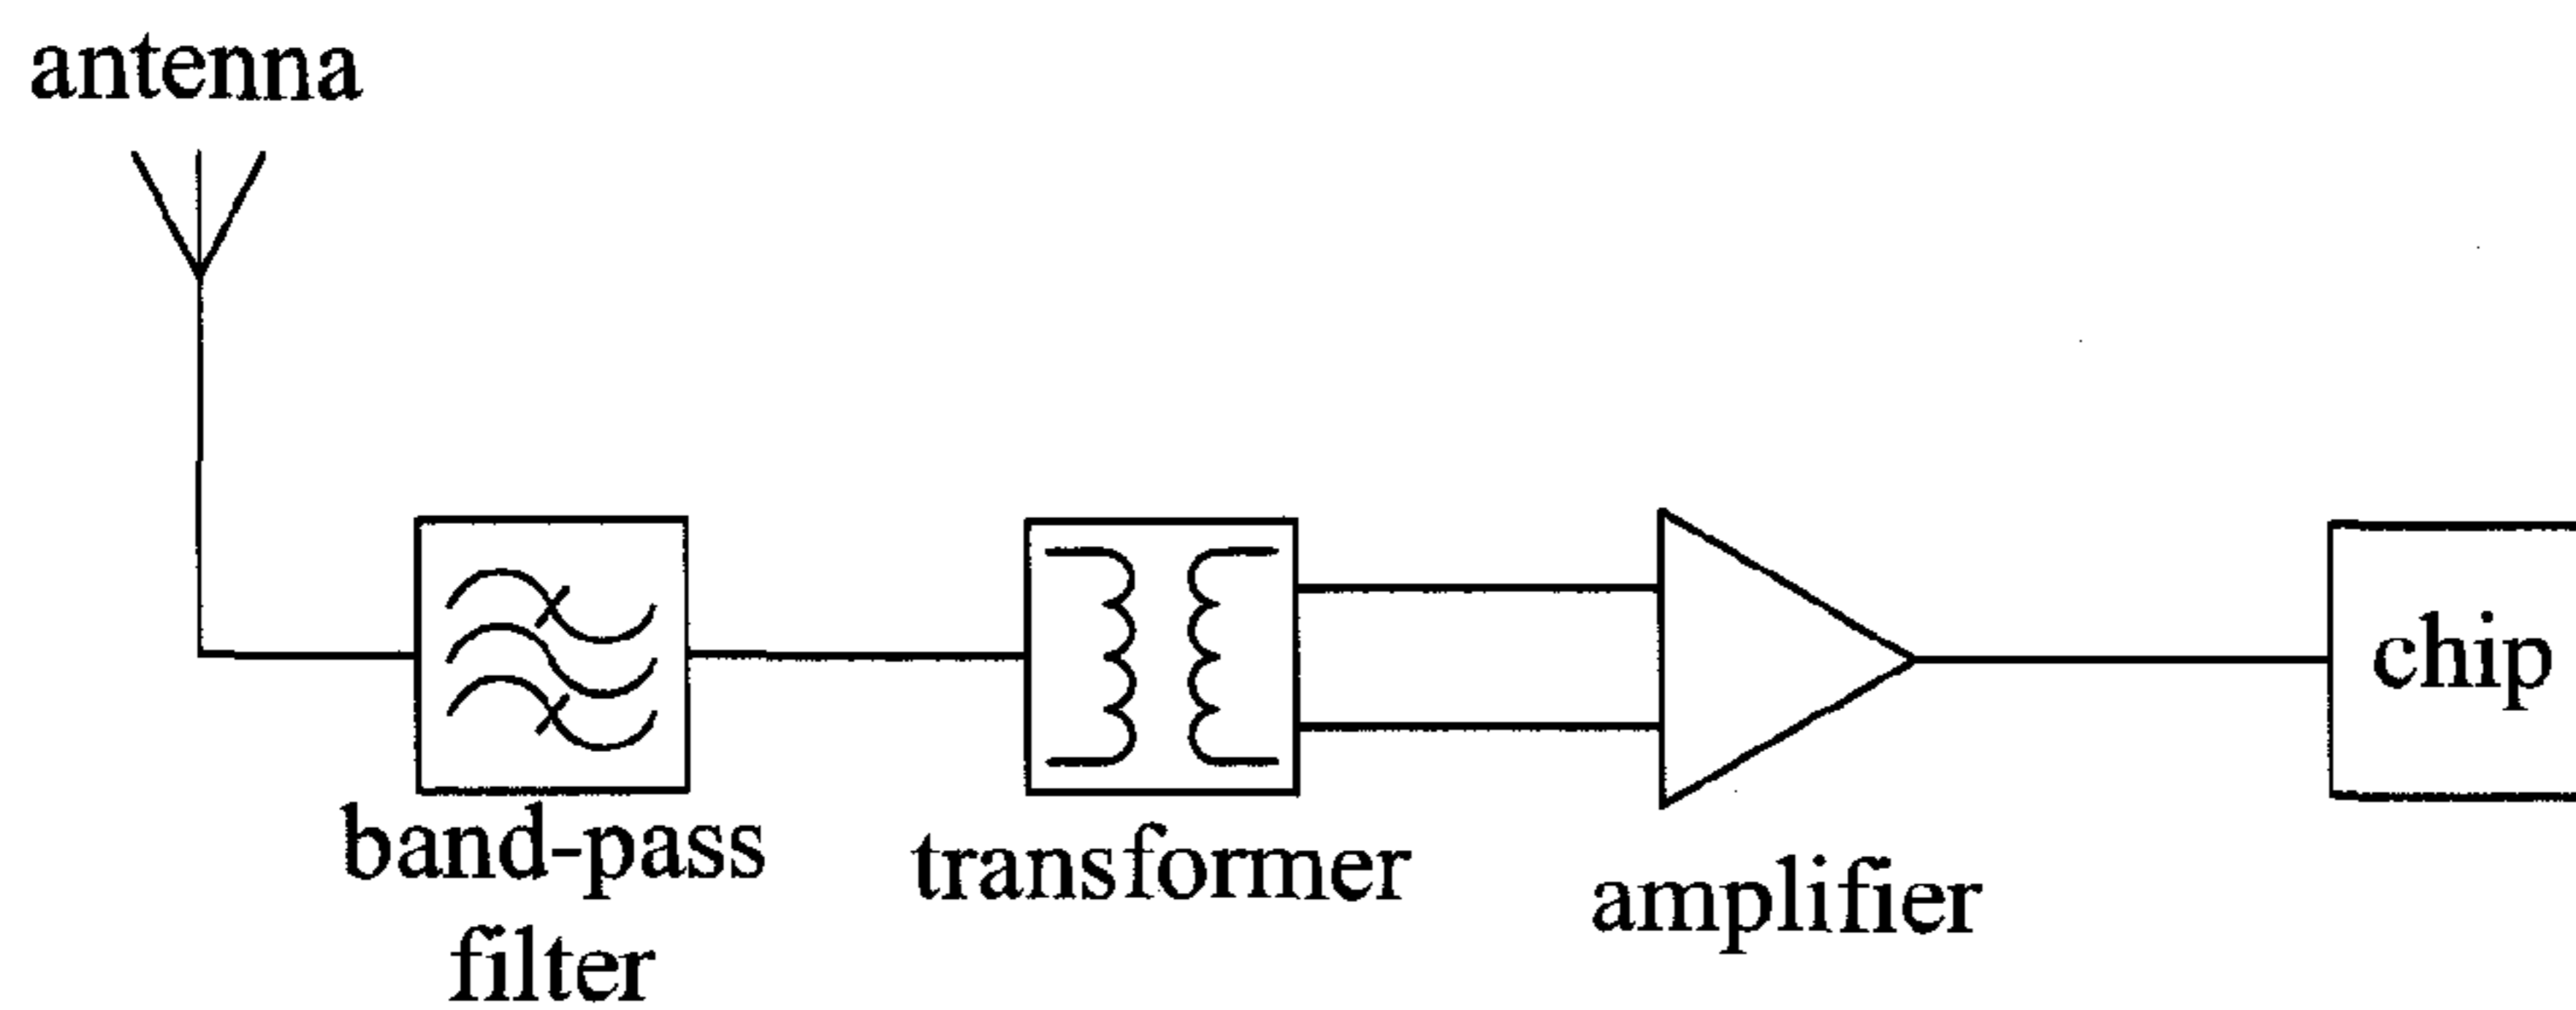 antenna
chip
band-pass
filter
transformer
amplifier